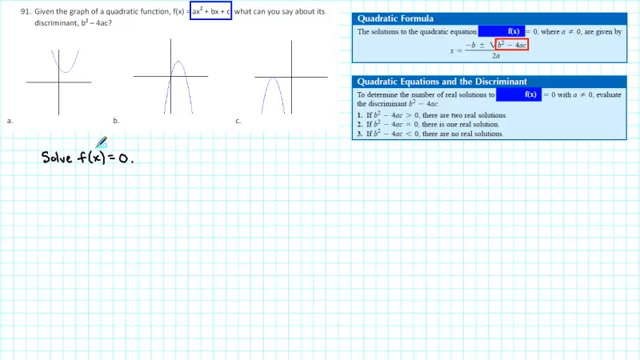 91. Given the graph of a quadratic function, f(x) = ax² + bx + c, what can you say about its
discriminant, b² – 4ac?
a.
b.
c.
Solve f(x) = 0.
Quadratic Formula
The solutions to the quadratic equation f(x) = 0, where a ≠ 0, are given by
x = (−b ± √b² − 4ac) / 2a
Quadratic Equations and the Discriminant
To determine the number of real solutions to f(x) = 0 with a ≠ 0, evaluate
the discriminant b² − 4ac.
1. If b² − 4ac > 0, there are two real solutions.
2. If b² − 4ac = 0, there is one real solution.
3. If b² − 4ac < 0, there are no real solutions.